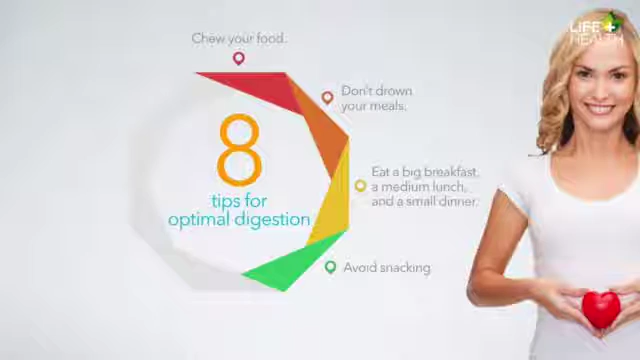 LIFE +
HEALTH
Chew your food.
Don't drown
your meals.
8
tips for
optimal digestion
Eat a big breakfast,
a medium lunch,
and a small dinner.
Avoid snacking